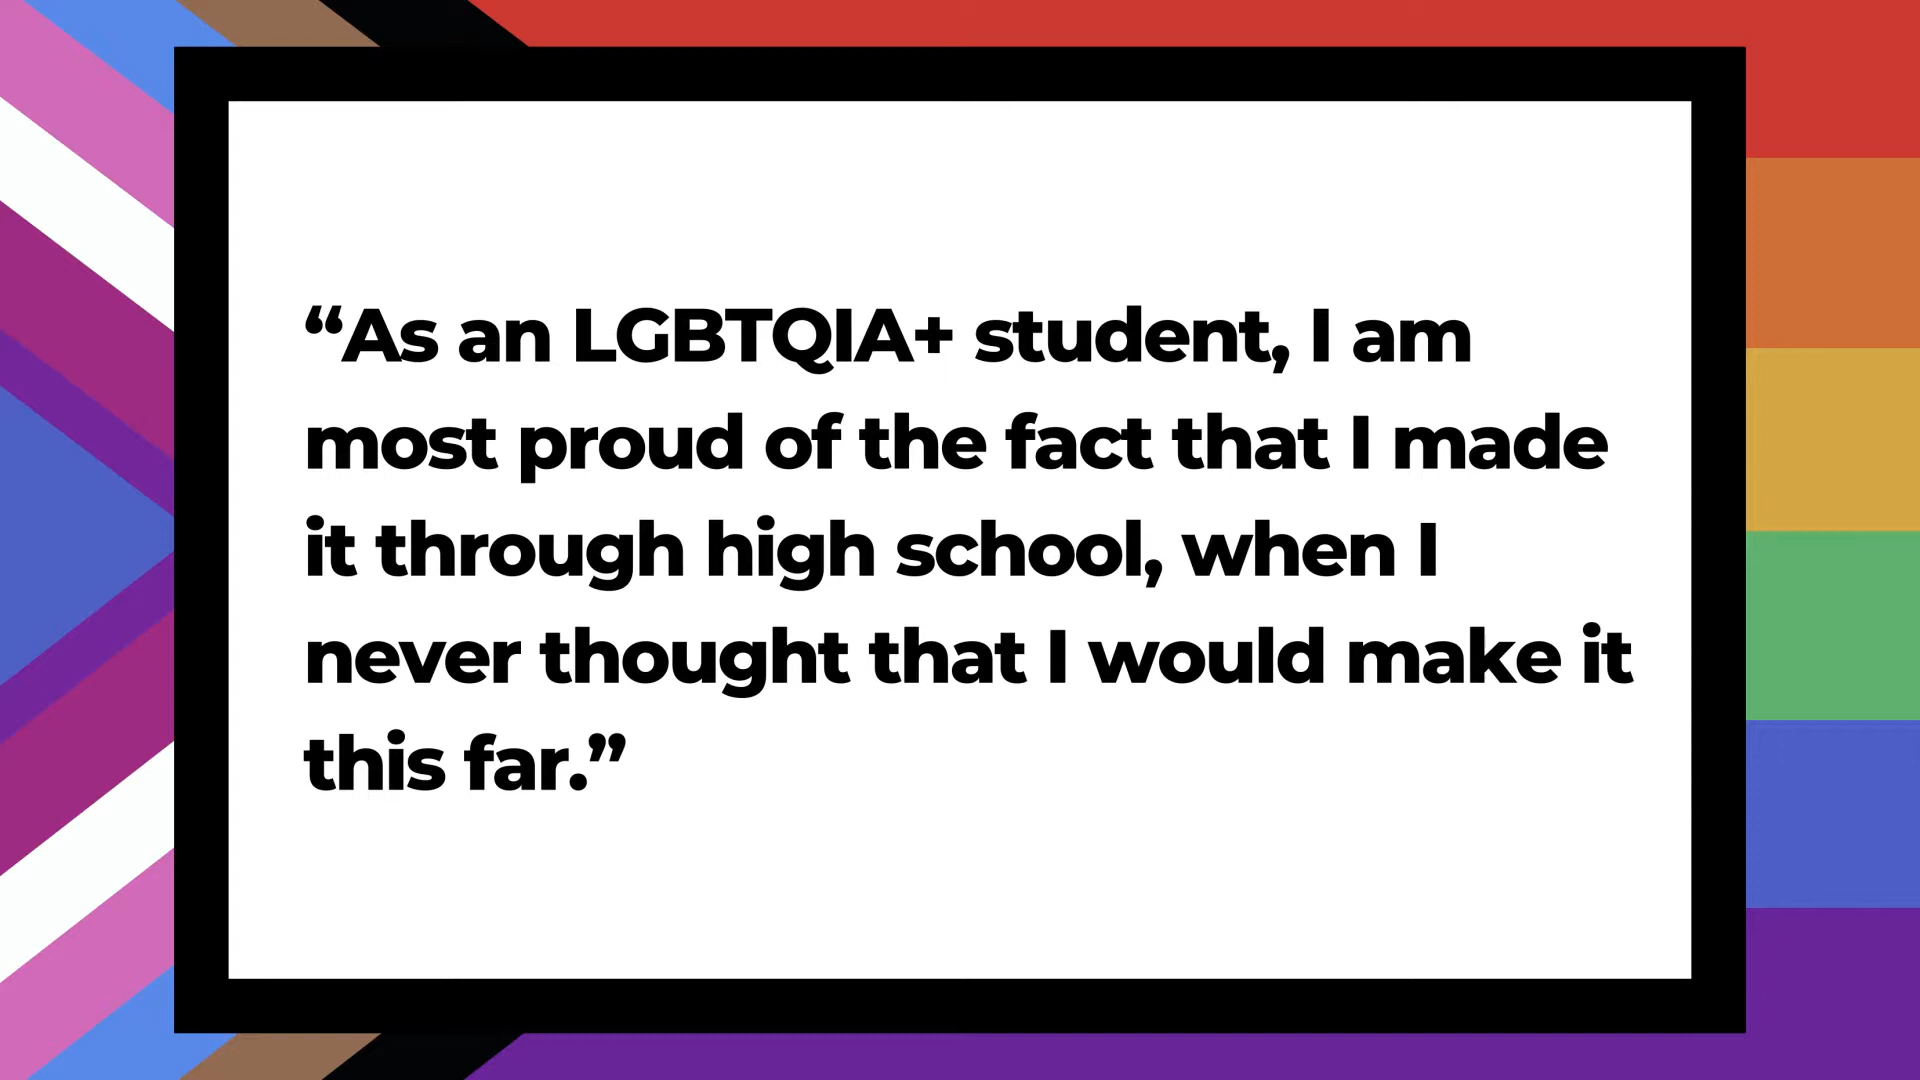 “As an LGBTQIA+ student, I am
most proud of the fact that I made
it through high school, when I
never thought that I would make it
this far.”